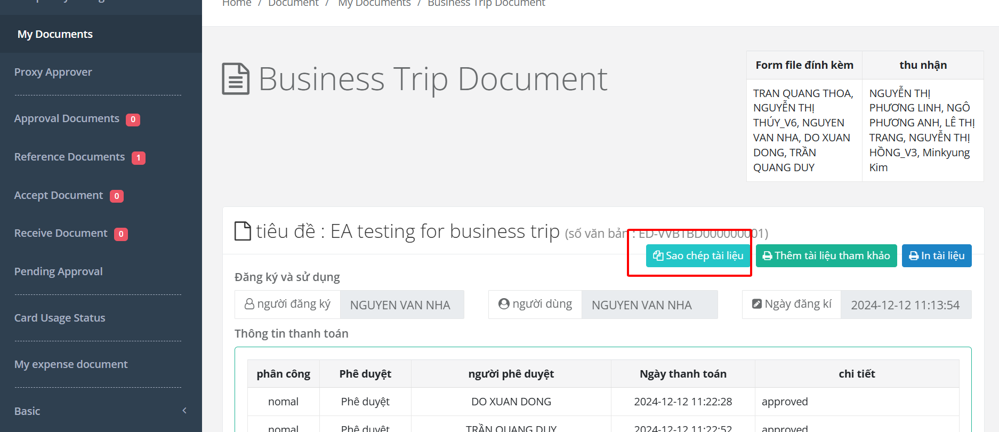 Home / Document / My Documents / Business Trip Document
My Documents
Proxy Approver
Approval Documents 0
Reference Documents 1
Accept Document 0
Receive Document 0
Pending Approval
Card Usage Status
My expense document
Basic
Business Trip Document
Form file đính kèm
thu nhận
TRAN QUANG THOA,
NGUYỄN THỊ
THÚY_V6, NGUYEN
VAN NHA, DO XUAN
DONG, TRẦN
QUANG DUY
NGUYỄN THỊ
PHƯƠNG LINH, NGÔ
PHƯƠNG ANH, LÊ THỊ
TRANG, NGUYỄN THỊ
HỒNG_V3, Minkyung
Kim
tiêu đề : EA testing for business trip (số văn bản : ED-VVBTBD000000001)
Sao chép tài liệu
Thêm tài liệu tham khảo
In tài liệu
Đăng ký và sử dụng
người đăng ký NGUYEN VAN NHA
người dùng NGUYEN VAN NHA
Ngày đăng kí 2024-12-12 11:13:54
Thông tin thanh toán
phân công Phê duyệt người phê duyệt Ngày thanh toán chi tiết
nomal Phê duyệt DO XUAN DONG 2024-12-12 11:22:28 approved
nomal Phê duyệt TRẦN QUANG DUY 2024-12-12 11:22:52 approved